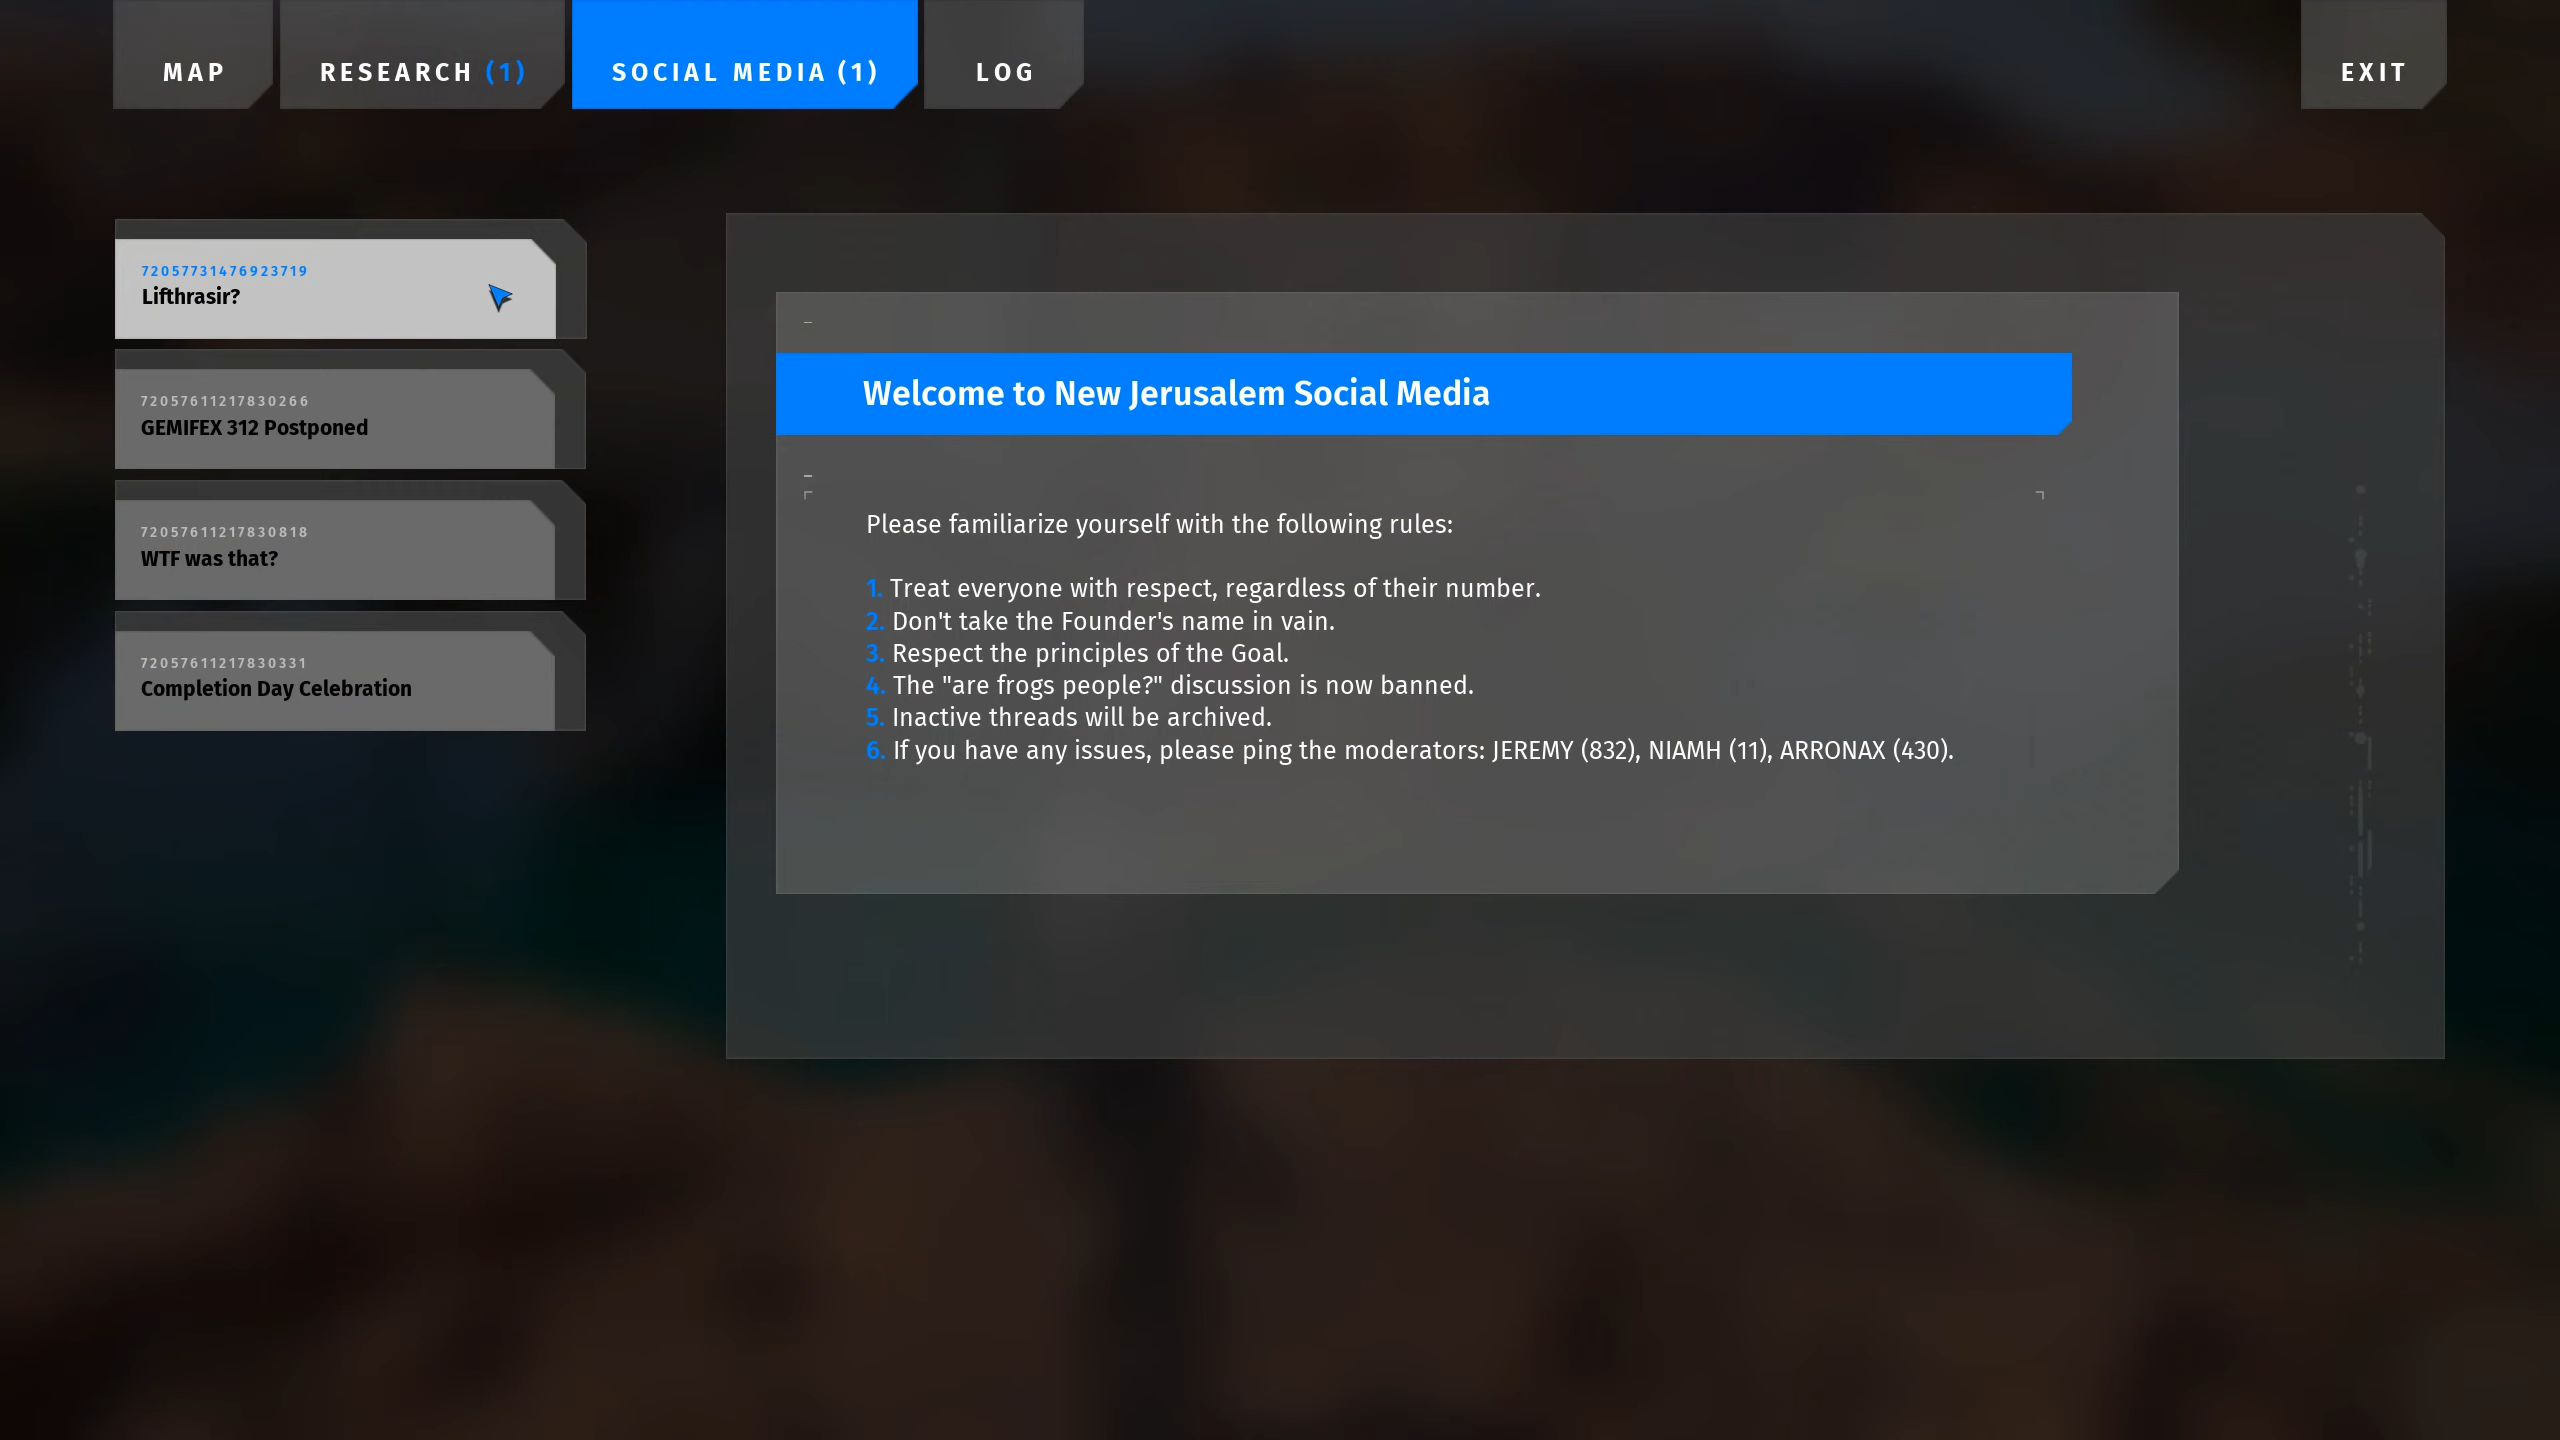 MAP
RESEARCH (1)
SOCIAL MEDIA (1)
LOG
EXIT
72057731476923719
Lifthrasir?
72057611217830266
GEMIFEX 312 Postponed
72057611217830818
WTF was that?
72057611217830331
Completion Day Celebration
Welcome to New Jerusalem Social Media
Please familiarize yourself with the following rules:
1. Treat everyone with respect, regardless of their number.
2. Don't take the Founder's name in vain.
3. Respect the principles of the Goal.
4. The "are frogs people?" discussion is now banned.
5. Inactive threads will be archived.
6. If you have any issues, please ping the moderators: JEREMY (832), NIAMH (11), ARRONAX (430).